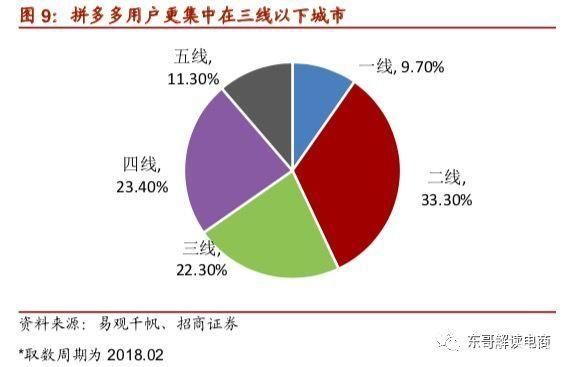 图 9：拼多多用户更集中在三线以下城市
一线, 9.70%
二线,
33.30%
三线,
22.30%
四线,
23.40%
五线,
11.30%
资料来源：易观千帆、招商证券
*取数周期为 2018.02
东哥解读电商